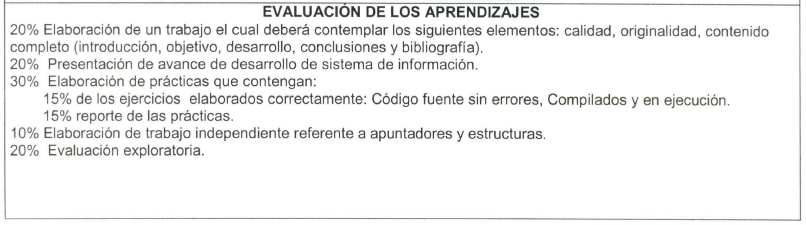 EVALUACIÓN DE LOS APRENDIZAJES
20% Elaboración de un trabajo el cual deberá contemplar los siguientes elementos: calidad, originalidad, contenido
completo (introducción, objetivo, desarrollo, conclusiones y bibliografía).
20% Presentación de avance de desarrollo de sistema de información.
30% Elaboración de prácticas que contengan:
15% de los ejercicios elaborados correctamente: Código fuente sin errores, Compilados y en ejecución.
15% reporte de las prácticas.
10% Elaboración de trabajo independiente referente a apuntadores y estructuras.
20% Evaluación exploratoria.